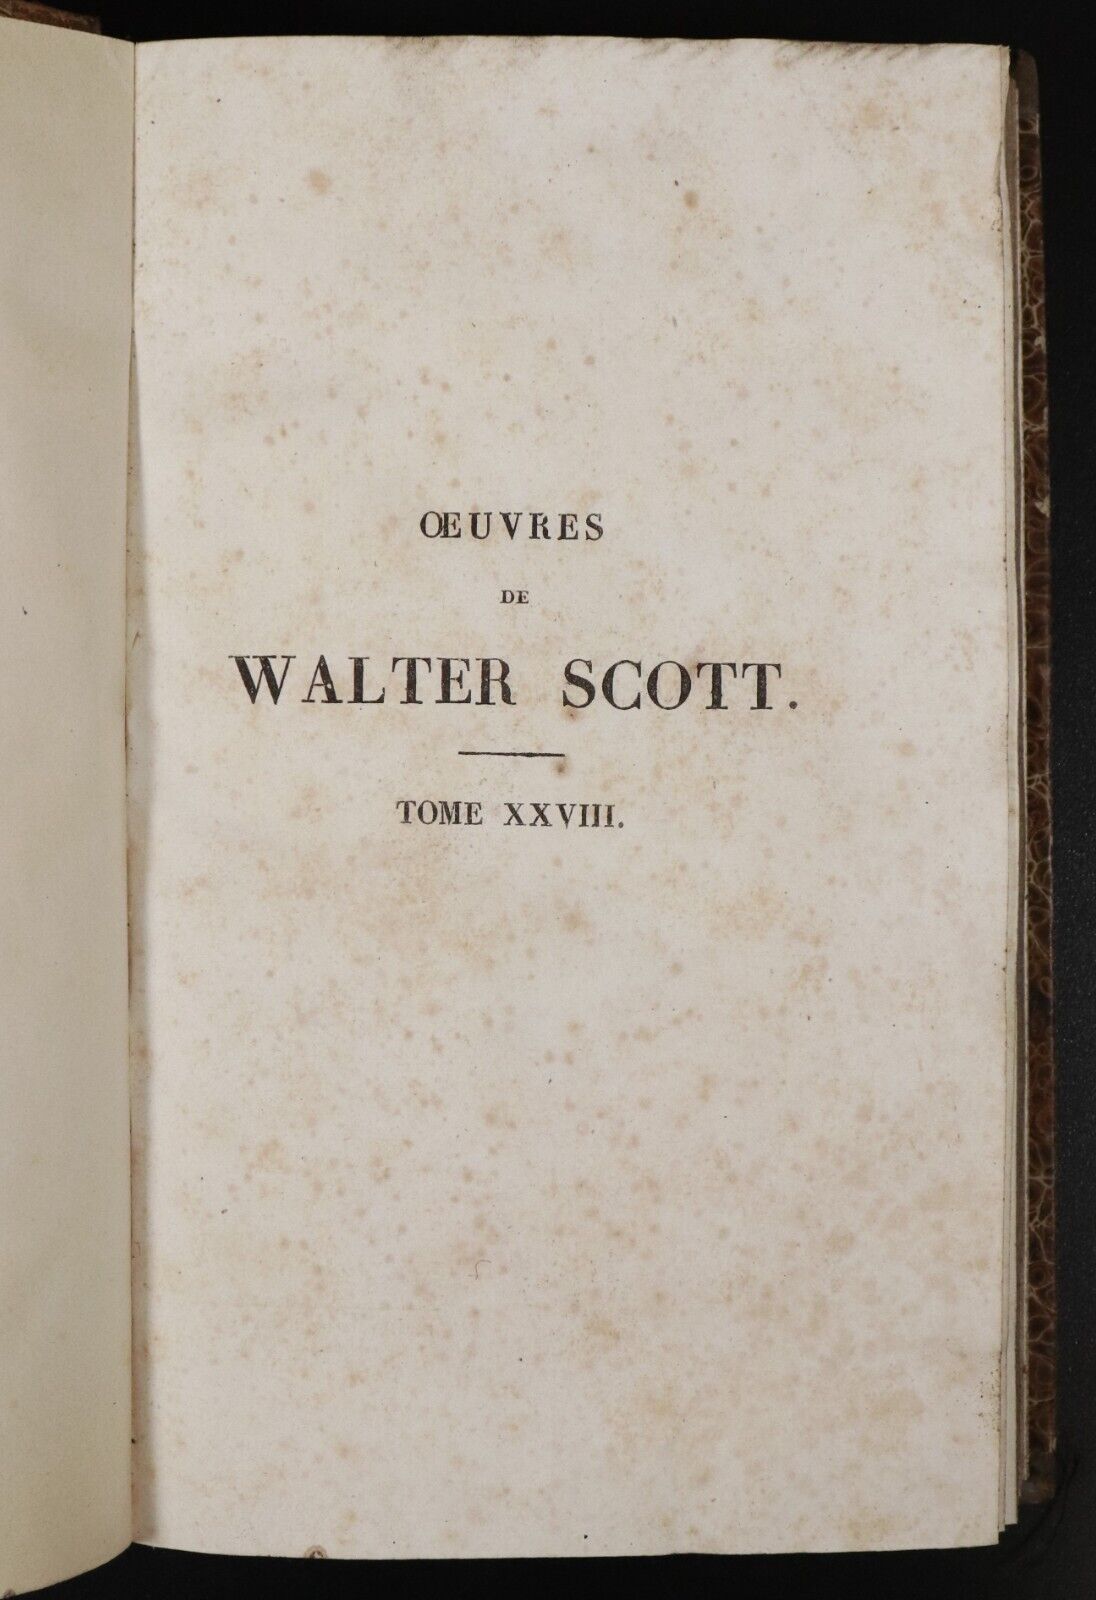 ŒUVRES
DE
WALTER SCOTT.
TOME XXVIII.